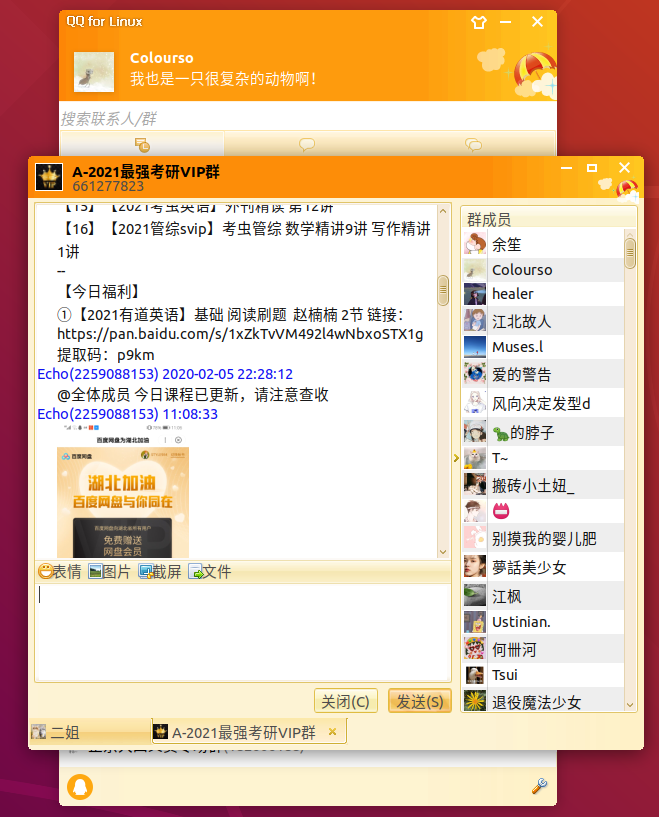 QQ for Linux
Colourso
我也是一只很复杂的动物啊！
搜索联系人/群
A-2021最强考研VIP群
661277823
【15】【2021考虫英语】外刊精读 第12讲
【16】【2021管综svip】考虫管综 数学精讲9讲 写作精讲
1讲
--
【今日福利】
①【2021有道英语】基础 阅读刷题 赵楠楠 2节 链接：
https://pan.baidu.com/s/1xZkTvVM492l4wNbxoSTX1g
提取码：p9km
Echo(2259088153) 2020-02-05 22:28:12
@全体成员 今日课程已更新，请注意查收
Echo(2259088153) 11:08:33
百度网盘为湖北加油
百度网盘
湖北加油
百度网盘与你同在
百度网盘向湖北省所有用户
免费赠送
网盘会员
表情 图片 截屏 文件
关闭(C) 发送(S)
群成员
余笙
Colourso
healer
江北故人
Muses.l
爱的警告
风向决定发型d
🦕的脖子
T~
搬砖小土妞_
别摸我的婴儿肥
夢話美少女
江枫
Ustinian.
何卌河
Tsui
退役魔法少女
二姐
A-2021最强考研VIP群